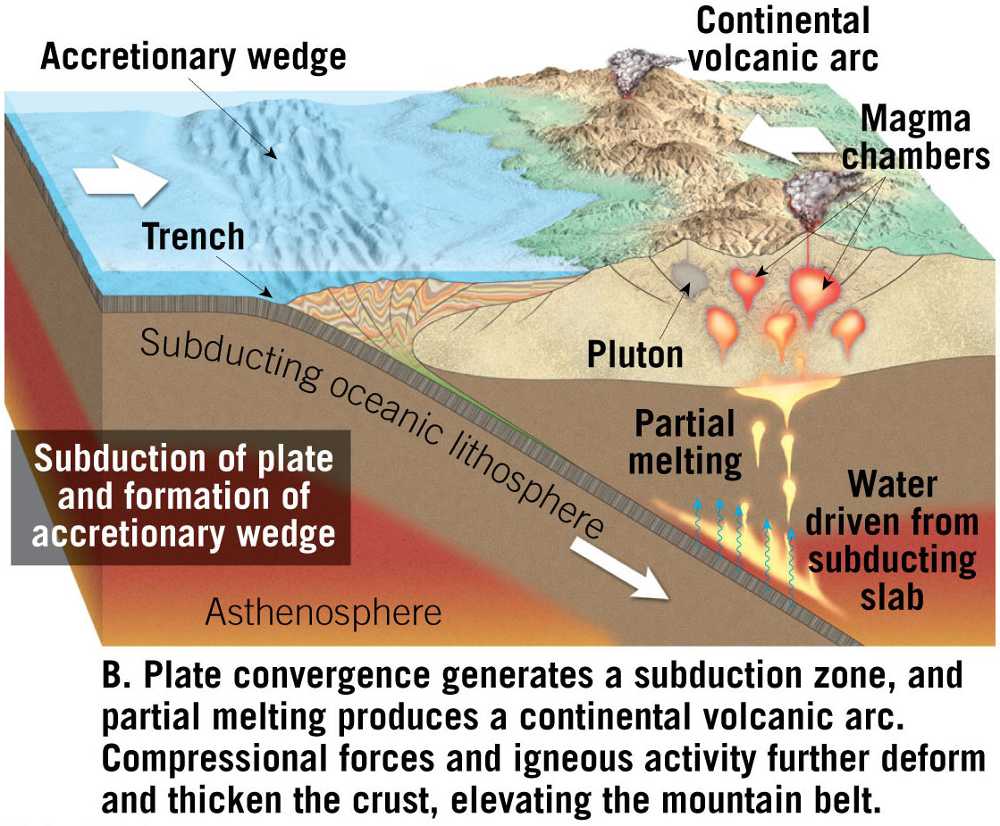 Continental
volcanic arc
Accretionary wedge
Magma
chambers
Trench
Pluton
Subducting oceanic lithosphere
Partial
melting
Water
driven from
subducting
slab
Subduction of plate
and formation of
accretionary wedge
Asthenosphere
B. Plate convergence generates a subduction zone, and
partial melting produces a continental volcanic arc.
Compressional forces and igneous activity further deform
and thicken the crust, elevating the mountain belt.